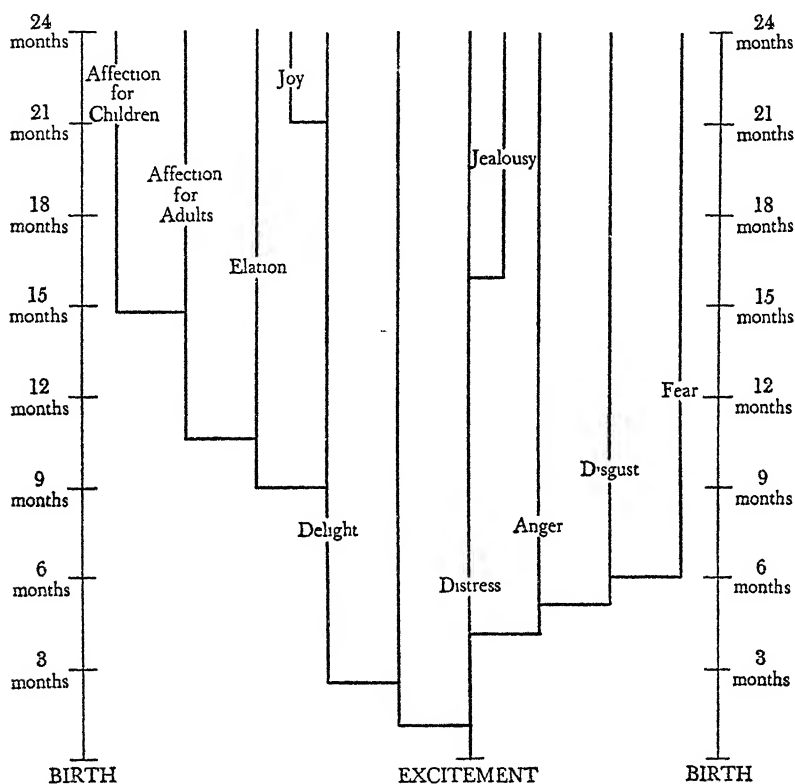 24
months
Affection
for
Children
21
months
Affection
for
Adults
18
months
Elation
15
months
12
months
9
months
6
months
3
months
BIRTH
Joy
Delight
Distress
EXCITEMENT
Jealousy
Anger
Disgust
Fear
24
months
21
months
18
months
15
months
12
months
9
months
6
months
3
months
BIRTH